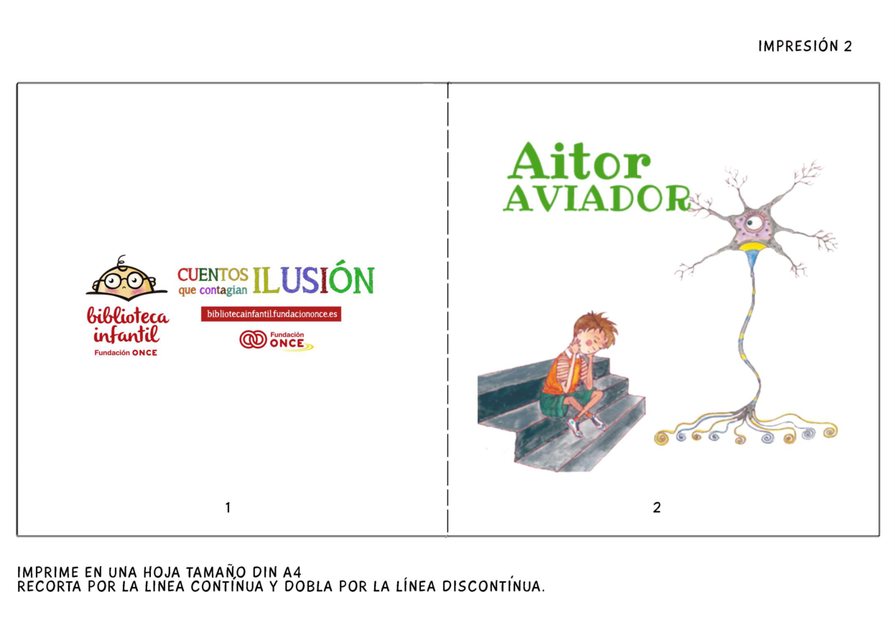 IMPRESIÓN 2
biblioteca
infantil
Fundación ONCE
CUENTOS
que contagian
ILUSIÓN
bibliotecainfantil.fundaciononce.es
Fundación
ONCE
1
Aitor
AVIADOR
2
IMPRIME EN UNA HOJA TAMAÑO DIN A4
RECORTA POR LA LINEA CONTÍNUA Y DOBLA POR LA LÍNEA DISCONTÍNUA.